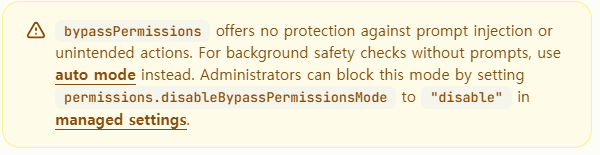 bypassPermissions offers no protection against prompt injection or
unintended actions. For background safety checks without prompts, use
auto mode instead. Administrators can block this mode by setting
permissions.disableBypassPermissionsMode to "disable" in
managed settings.